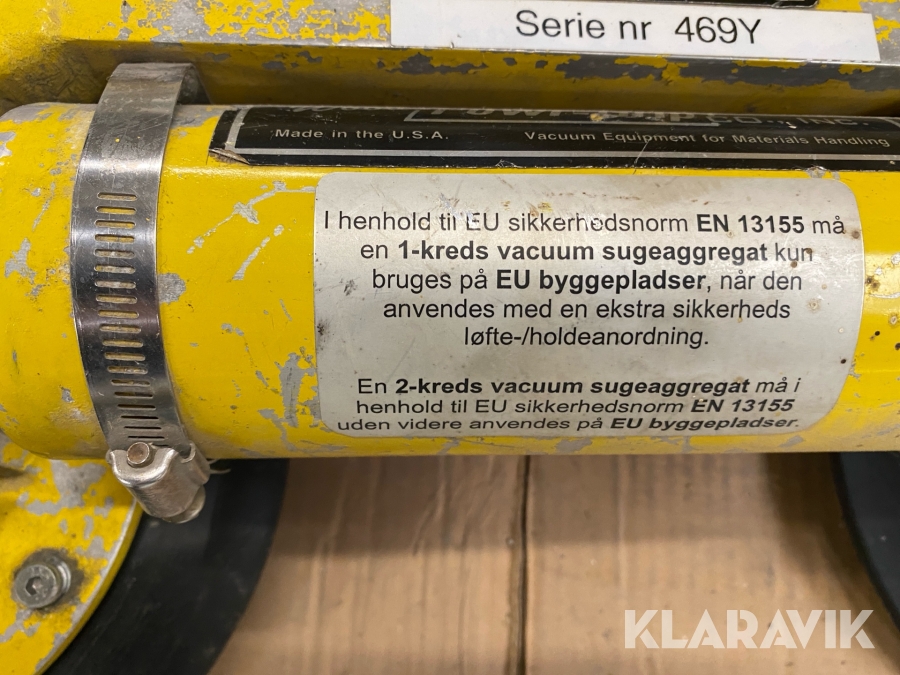 Serie nr 469Y
Made in the U.S.A. Vacuum Equipment for Materials Handling
I henhold til EU sikkerhedsnorm EN 13155 må
en 1-kreds vacuum sugeaggregat kun
bruges på EU byggepladser, når den
anvendes med en ekstra sikkerheds
løfte-/holdeanordning.
En 2-kreds vacuum sugeaggregat må i
henhold til EU sikkerhedsnorm EN 13155
uden videre anvendes på EU byggepladser.
KLARAVIK